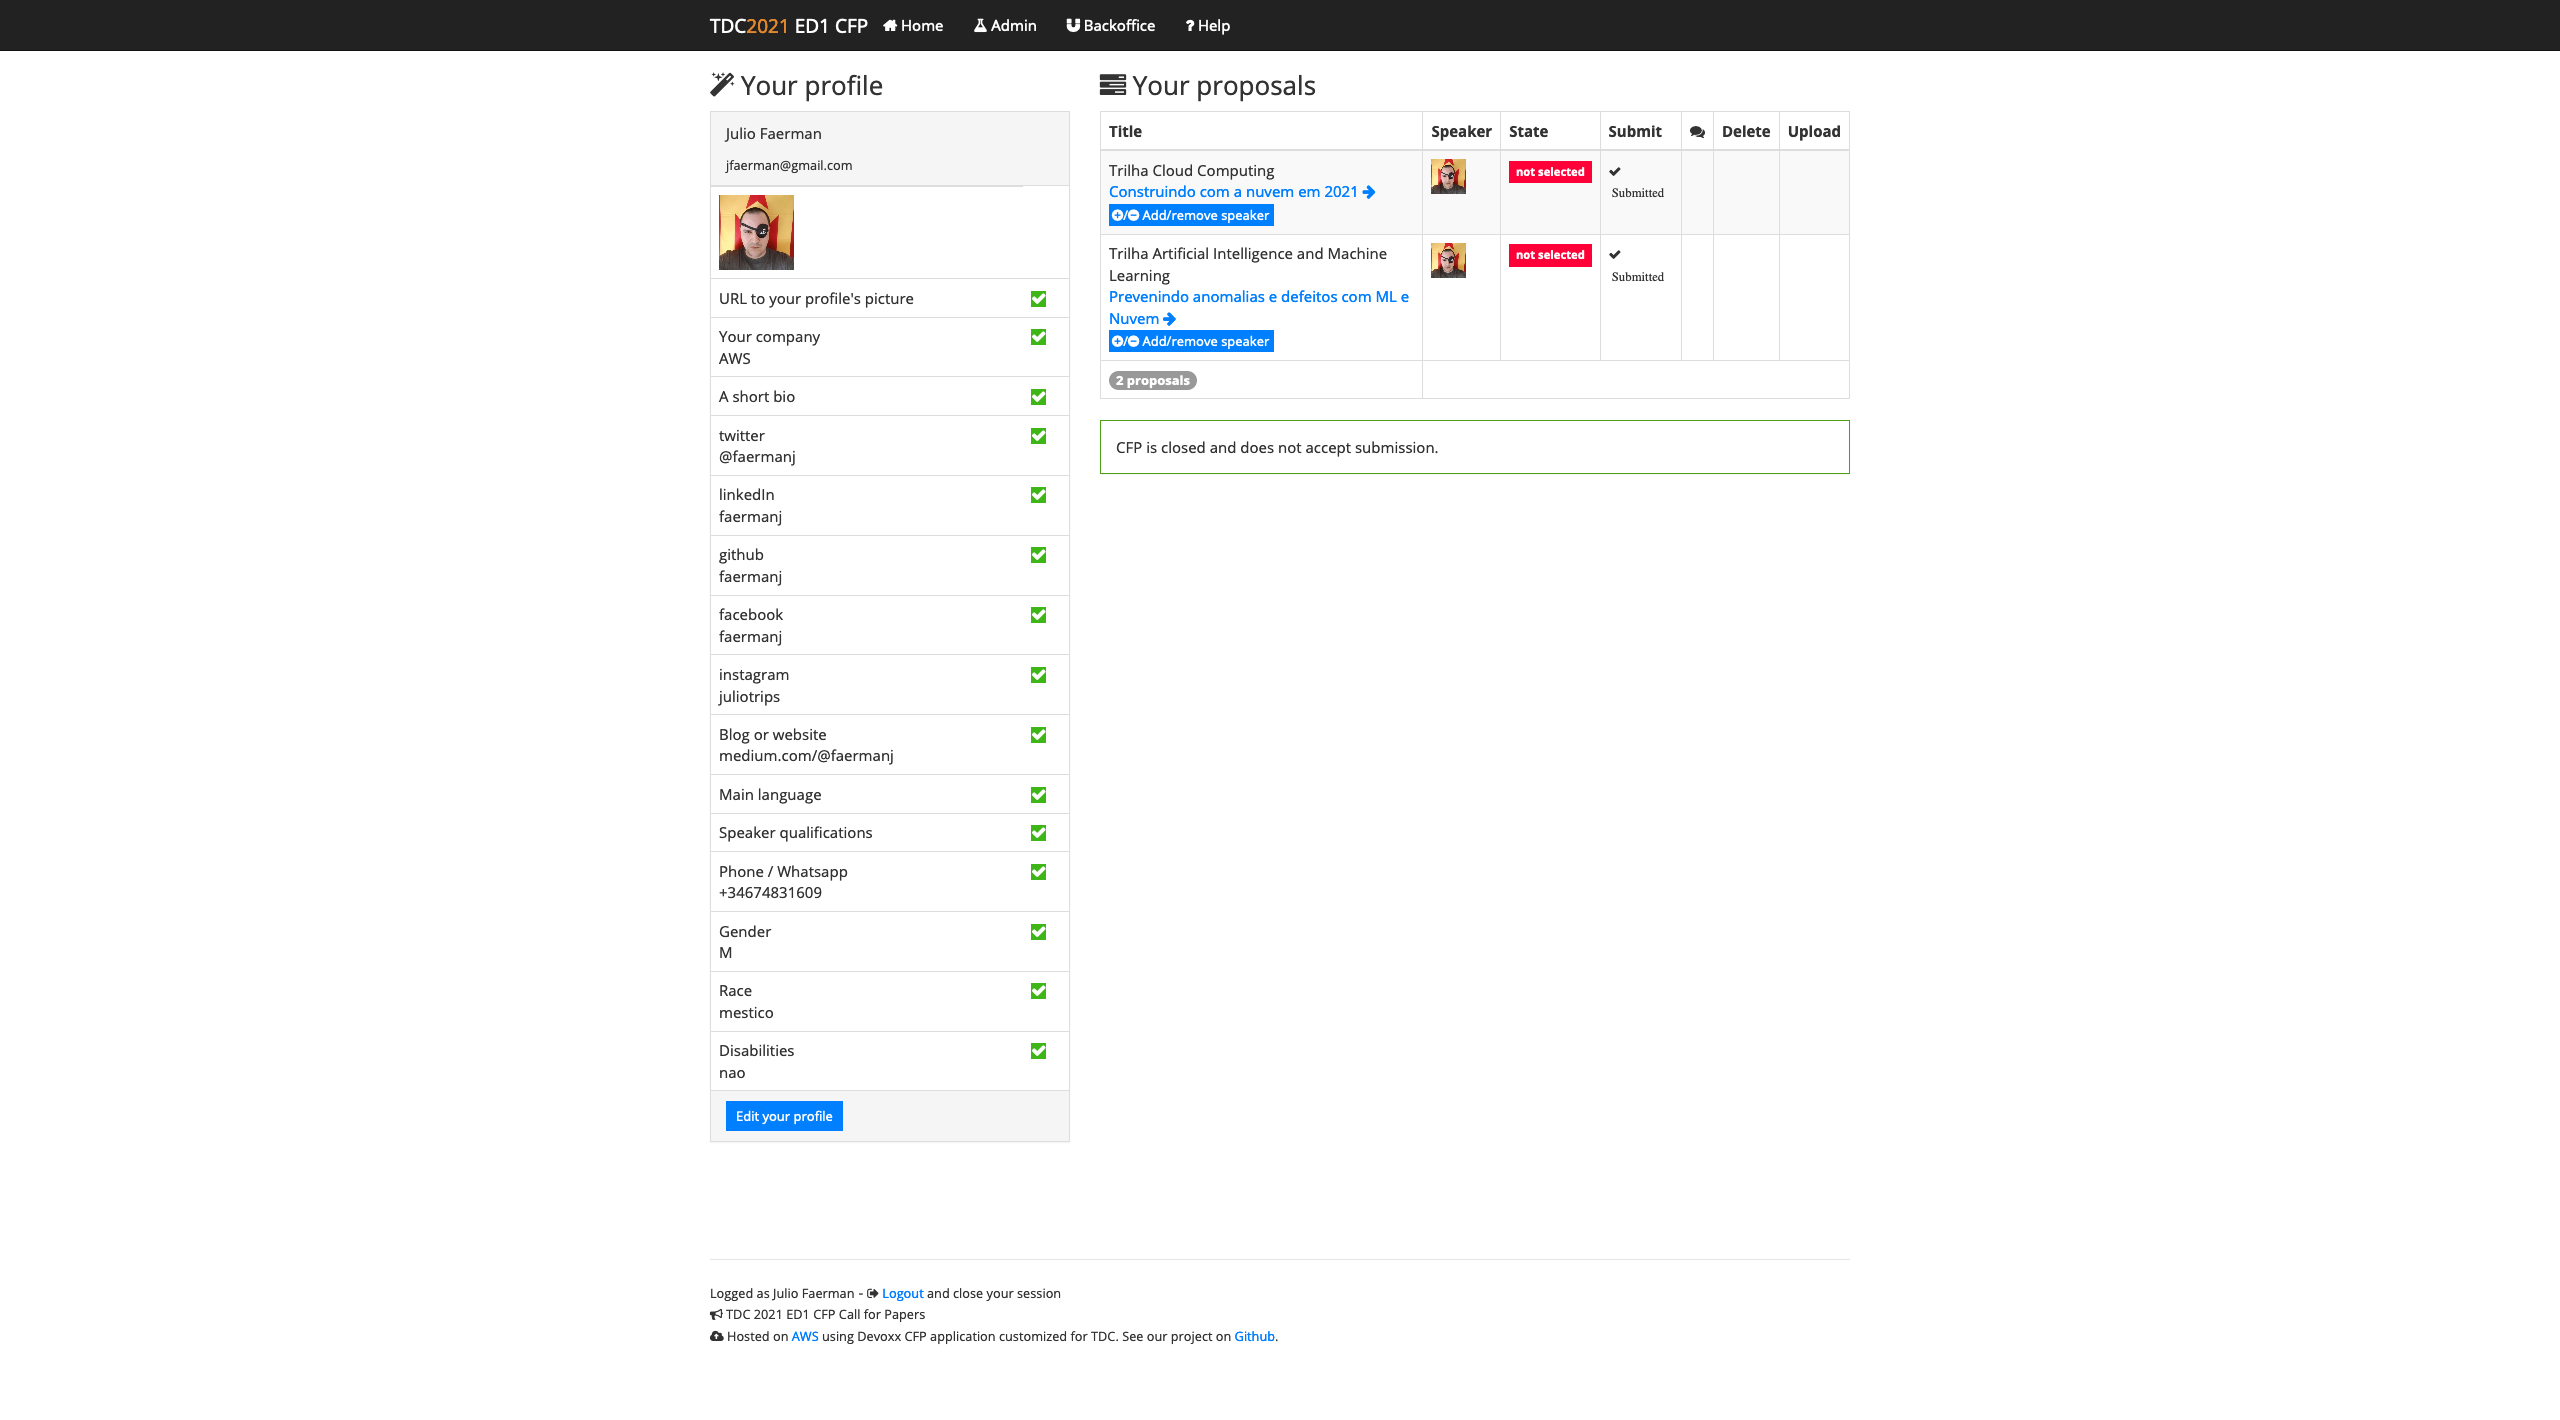 TDC2021 ED1 CFP Home Admin Backoffice ? Help
Your profile
Julio Faerman
jfaerman@gmail.com
URL to your profile's picture
Your company
AWS
A short bio
twitter
@faermanj
linkedIn
faermanj
github
faermanj
facebook
faermanj
instagram
juliotrips
Blog or website
medium.com/@faermanj
Main language
Speaker qualifications
Phone / Whatsapp
+34674831609
Gender
M
Race
mestico
Disabilities
nao
Edit your profile
Your proposals
Title Speaker State Submit Delete Upload
Trilha Cloud Computing
Construindo com a nuvem em 2021
Add/remove speaker
not selected
Submitted
Trilha Artificial Intelligence and Machine
Learning
Prevenindo anomalias e defeitos com ML e
Nuvem
Add/remove speaker
not selected
Submitted
2 proposals
CFP is closed and does not accept submission.
Logged as Julio Faerman - Logout and close your session
TDC 2021 ED1 CFP Call for Papers
Hosted on AWS using Devoxx CFP application customized for TDC. See our project on Github.